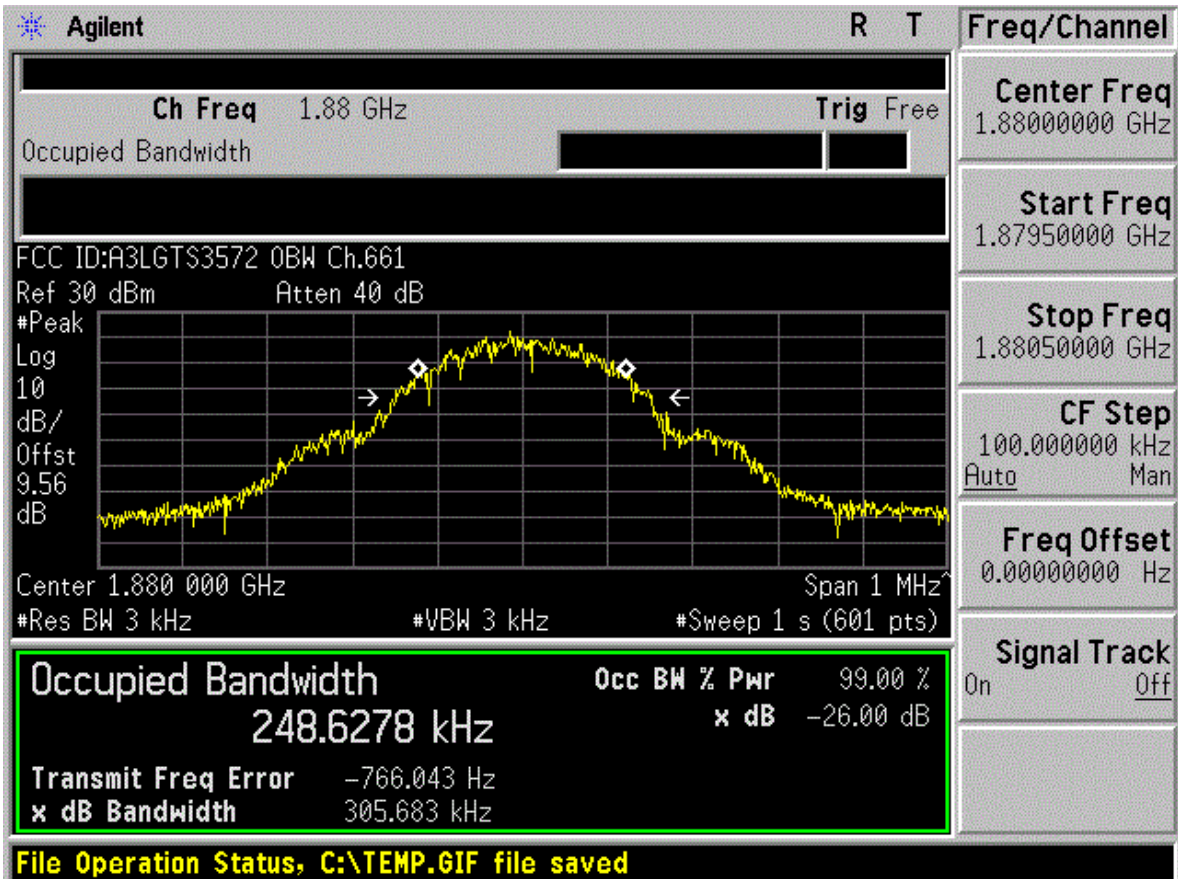 Agilent R T
Ch Freq 1.88 GHz Trig Free
Occupied Bandwidth
FCC ID:A3LGTS3572 OBW Ch.661
Ref 30 dBm Atten 40 dB
#Peak
Log
10
dB/
Offst
9.56
dB
Center 1.880 000 GHz Span 1 MHz^
#Res BW 3 kHz #VBW 3 kHz #Sweep 1 s (601 pts)
Occupied Bandwidth
248.6278 kHz
Occ BW % Pwr 99.00 %
x dB -26.00 dB
Transmit Freq Error -766.043 Hz
x dB Bandwidth 305.683 kHz
File Operation Status, C:\TEMP.GIF file saved
Freq/Channel
Center Freq
1.88000000 GHz
Start Freq
1.87950000 GHz
Stop Freq
1.88050000 GHz
CF Step
100.000000 kHz
Auto Man
Freq Offset
0.00000000 Hz
Signal Track
On Off